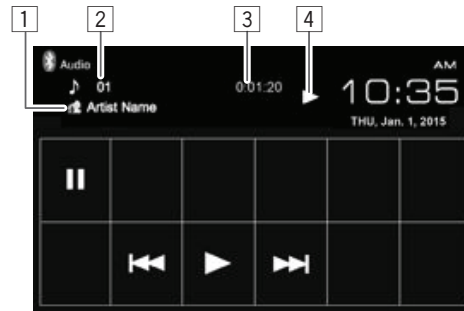 1 2 3 4
Audio
AM
01
0:01:20
10:35
Artist Name
THU, Jan. 1, 2015